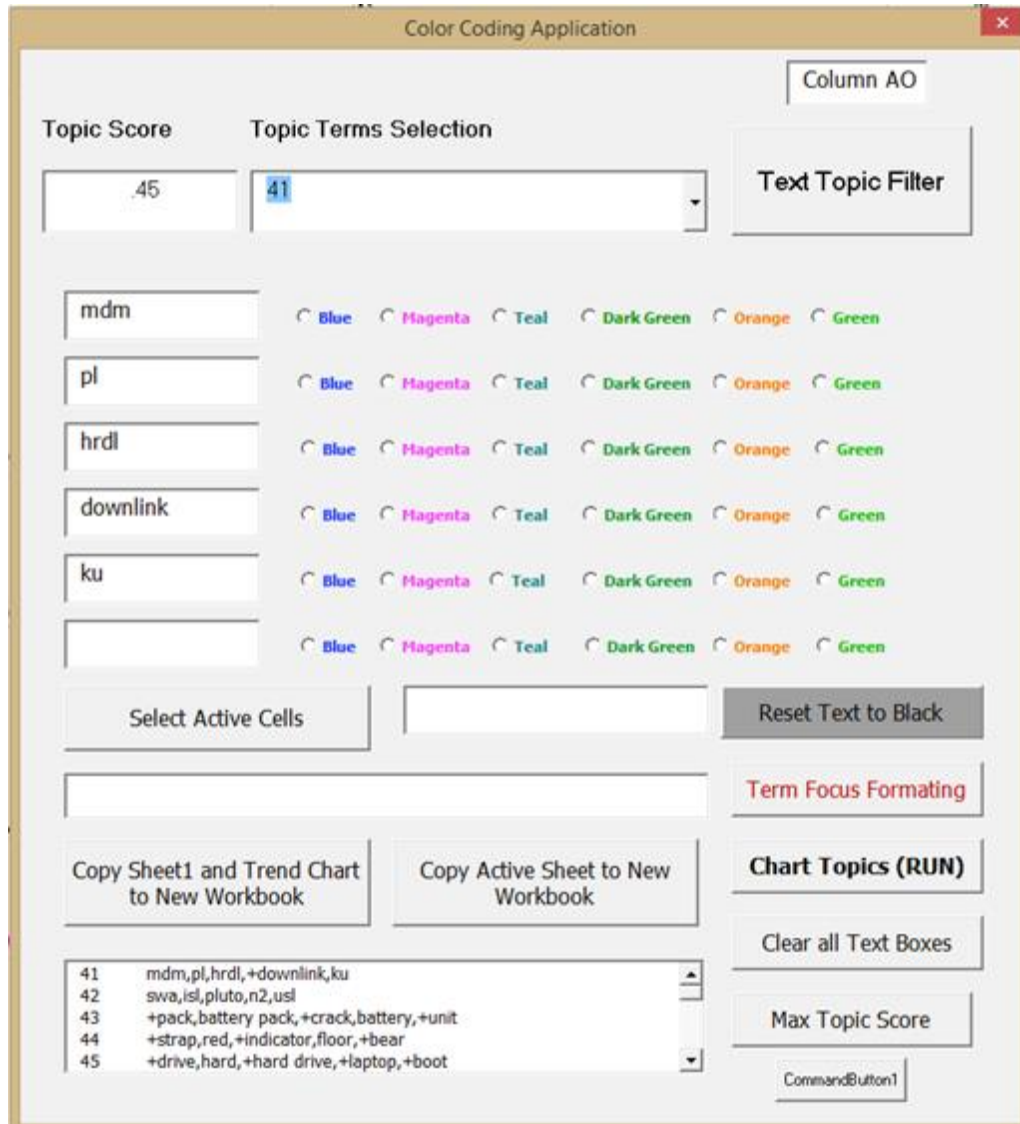 Color Coding Application
Column AO
Topic Score Topic Terms Selection
Text Topic Filter
.45 41
mdm Blue Magenta Teal Dark Green Orange Green
pl Blue Magenta Teal Dark Green Orange Green
hrdl Blue Magenta Teal Dark Green Orange Green
downlink Blue Magenta Teal Dark Green Orange Green
ku Blue Magenta Teal Dark Green Orange Green
Blue Magenta Teal Dark Green Orange Green
Select Active Cells Reset Text to Black
Term Focus Formating
Copy Sheet1 and Trend Chart
to New Workbook
Copy Active Sheet to New
Workbook
Chart Topics (RUN)
Clear all Text Boxes
41 mdm,pl,hrdl,+downlink,ku
42 swa,isl,pluto,n2,usl
43 +pack,battery pack,+crack,battery,+unit
44 +strap,red,+indicator,floor,+bear
45 +drive,hard,+hard drive,+laptop,+boot
Max Topic Score
CommandButton1